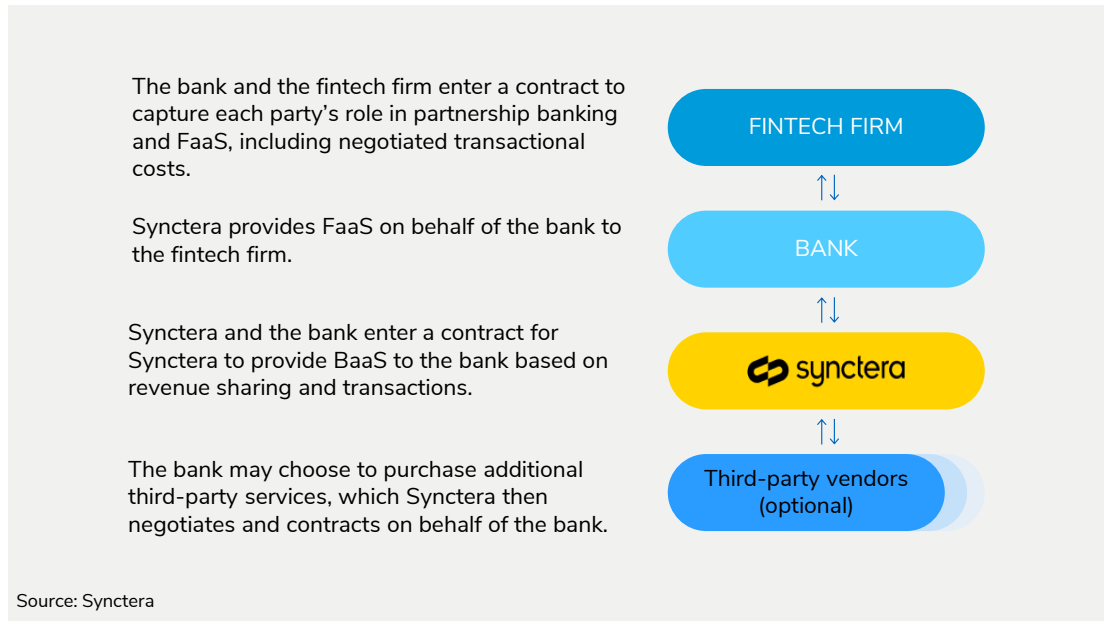 The bank and the fintech firm enter a contract to
capture each party’s role in partnership banking
and FaaS, including negotiated transactional
costs.
FINTECH FIRM
Synctera provides FaaS on behalf of the bank to
the fintech firm.
BANK
Synctera and the bank enter a contract for
Synctera to provide BaaS to the bank based on
revenue sharing and transactions.
synctera
The bank may choose to purchase additional
third-party services, which Synctera then
negotiates and contracts on behalf of the bank.
Third-party vendors
(optional)
Source: Synctera